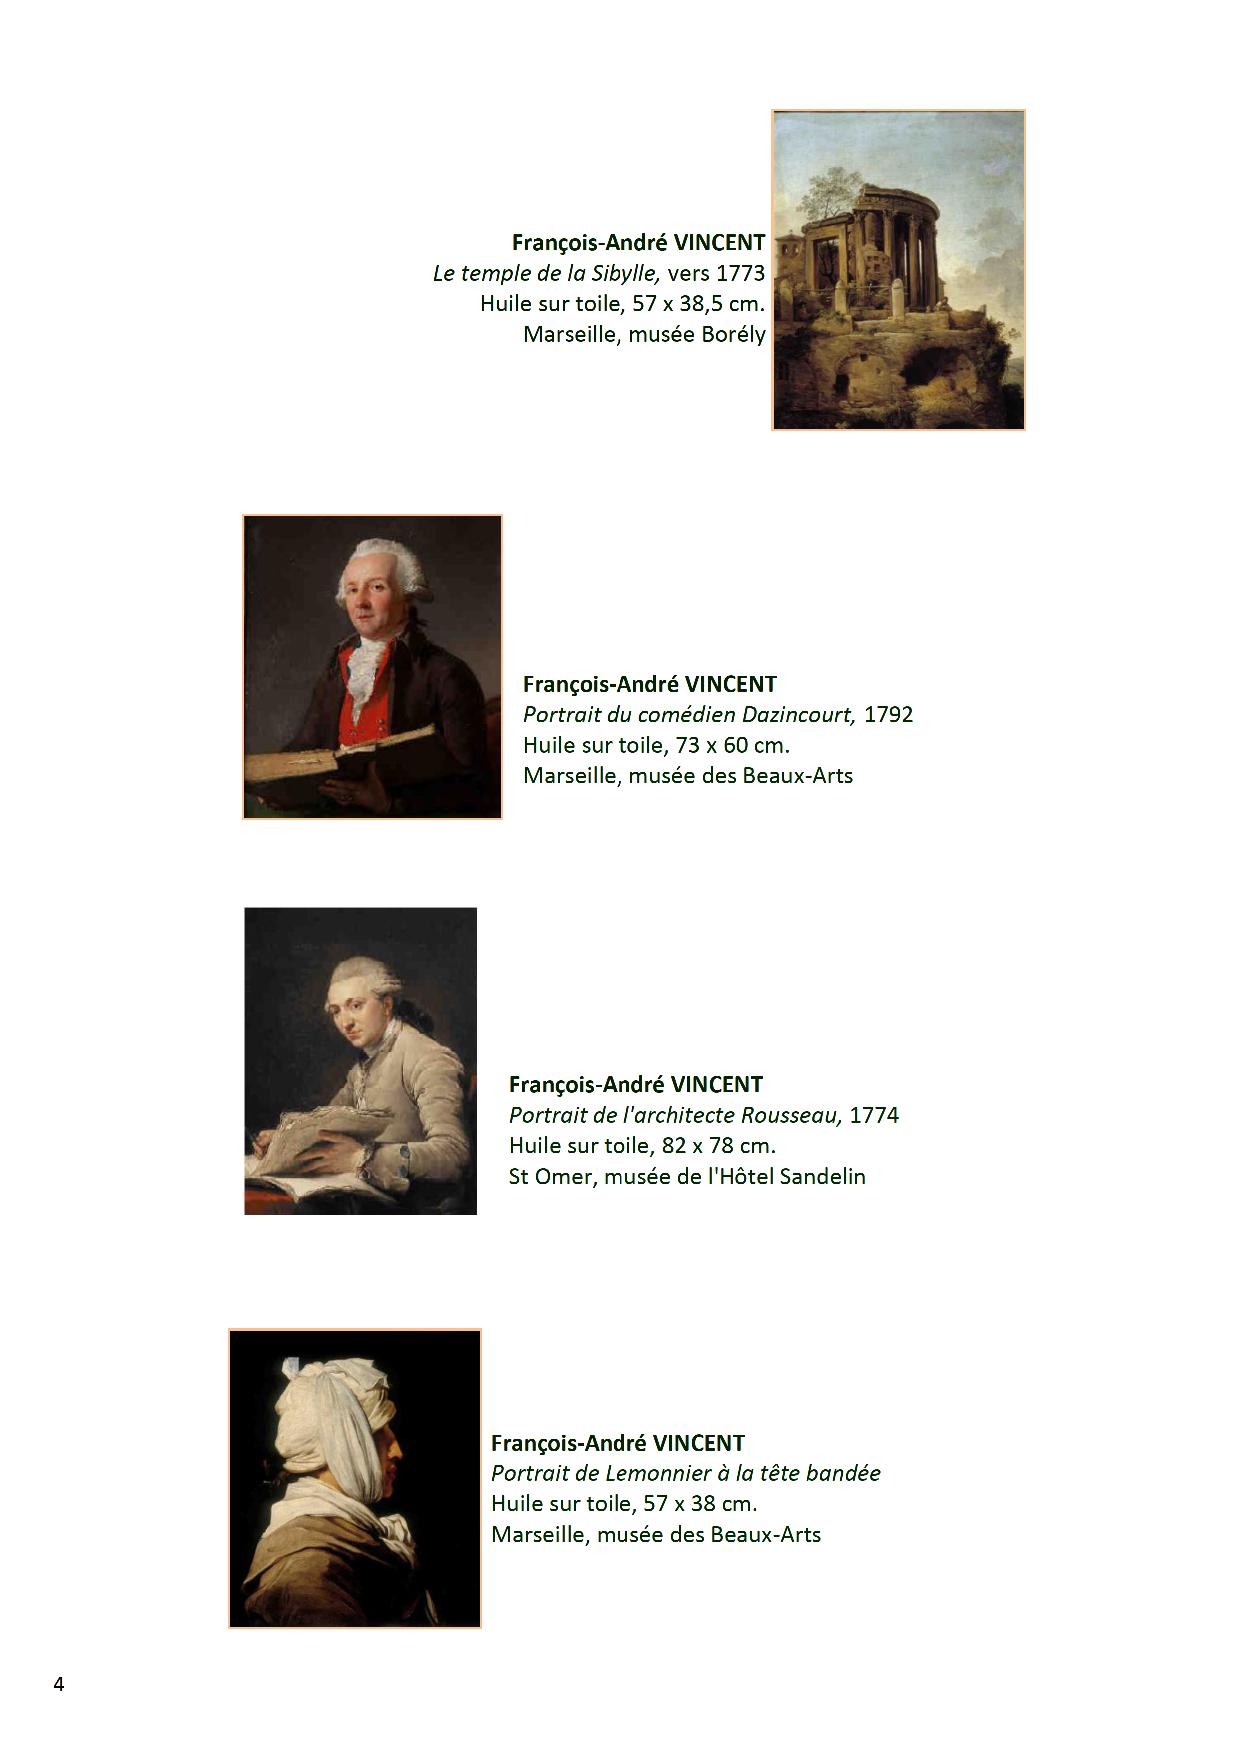 François-André VINCENT
Le temple de la Sibylle, vers 1773
Huile sur toile, 57 x 38,5 cm.
Marseille, musée Borély
François-André VINCENT
Portrait du comédien Dazincourt, 1792
Huile sur toile, 73 x 60 cm.
Marseille, musée des Beaux-Arts
François-André VINCENT
Portrait de l'architecte Rousseau, 1774
Huile sur toile, 82 x 78 cm.
St Omer, musée de l'Hôtel Sandelin
François-André VINCENT
Portrait de Lemonnier à la tête bandée
Huile sur toile, 57 x 38 cm.
Marseille, musée des Beaux-Arts
4